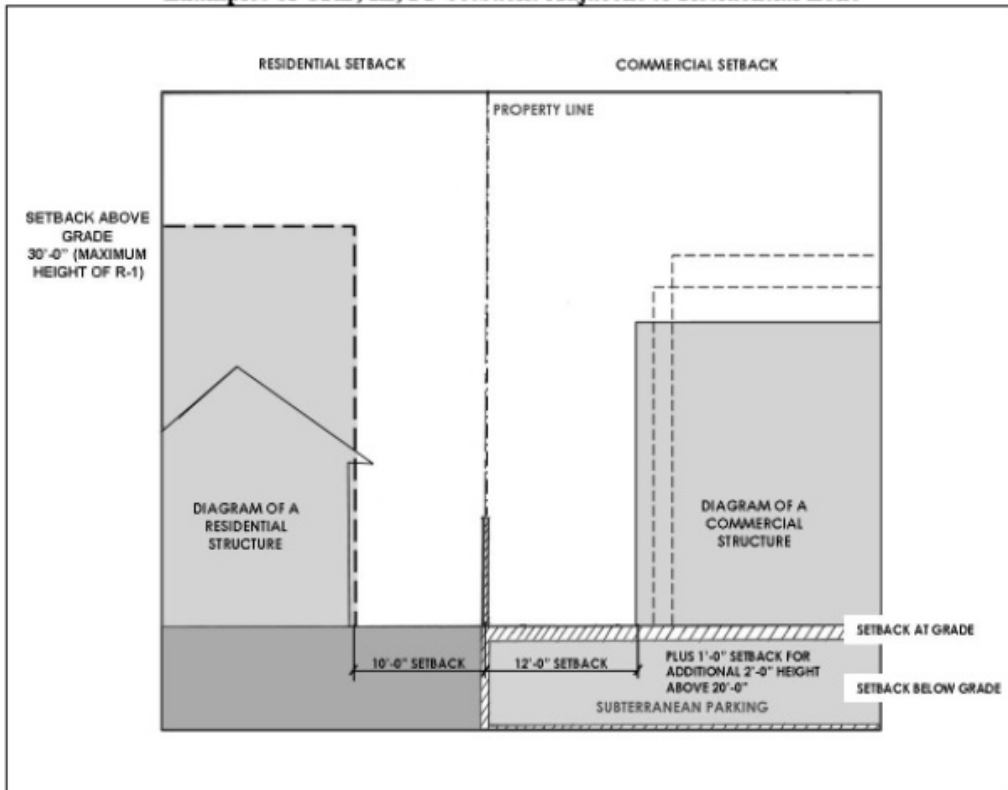 RESIDENTIAL SETBACK
COMMERCIAL SETBACK
PROPERTY LINE
SETBACK ABOVE
GRADE
30'-0" (MAXIMUM
HEIGHT OF R-1)
DIAGRAM OF A
RESIDENTIAL
STRUCTURE
DIAGRAM OF A
COMMERCIAL
STRUCTURE
SETBACK AT GRADE
10'-0" SETBACK
12'-0" SETBACK
PLUS 1'-0" SETBACK FOR
ADDITIONAL 2'-0" HEIGHT
ABOVE 20'-0"
SETBACK BELOW GRADE
SUBTERRANEAN PARKING